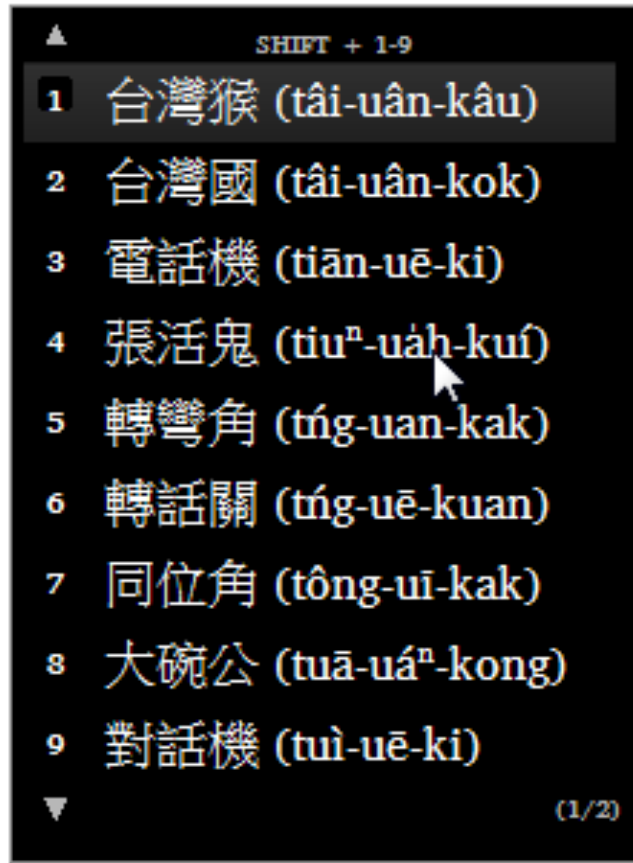 SHIFT + 1-9
1 台灣猴 (tâi-uân-kâu)
2 台灣國 (tâi-uân-kok)
3 電話機 (tiān-uē-ki)
4 張活鬼 (tiuⁿ-ua̍h-kuí)
5 轉彎角 (tńg-uan-kak)
6 轉話關 (tńg-uē-kuan)
7 同位角 (tông-uī-kak)
8 大碗公 (tuā-uáⁿ-kong)
9 對話機 (tuì-uē-ki)
(1/2)